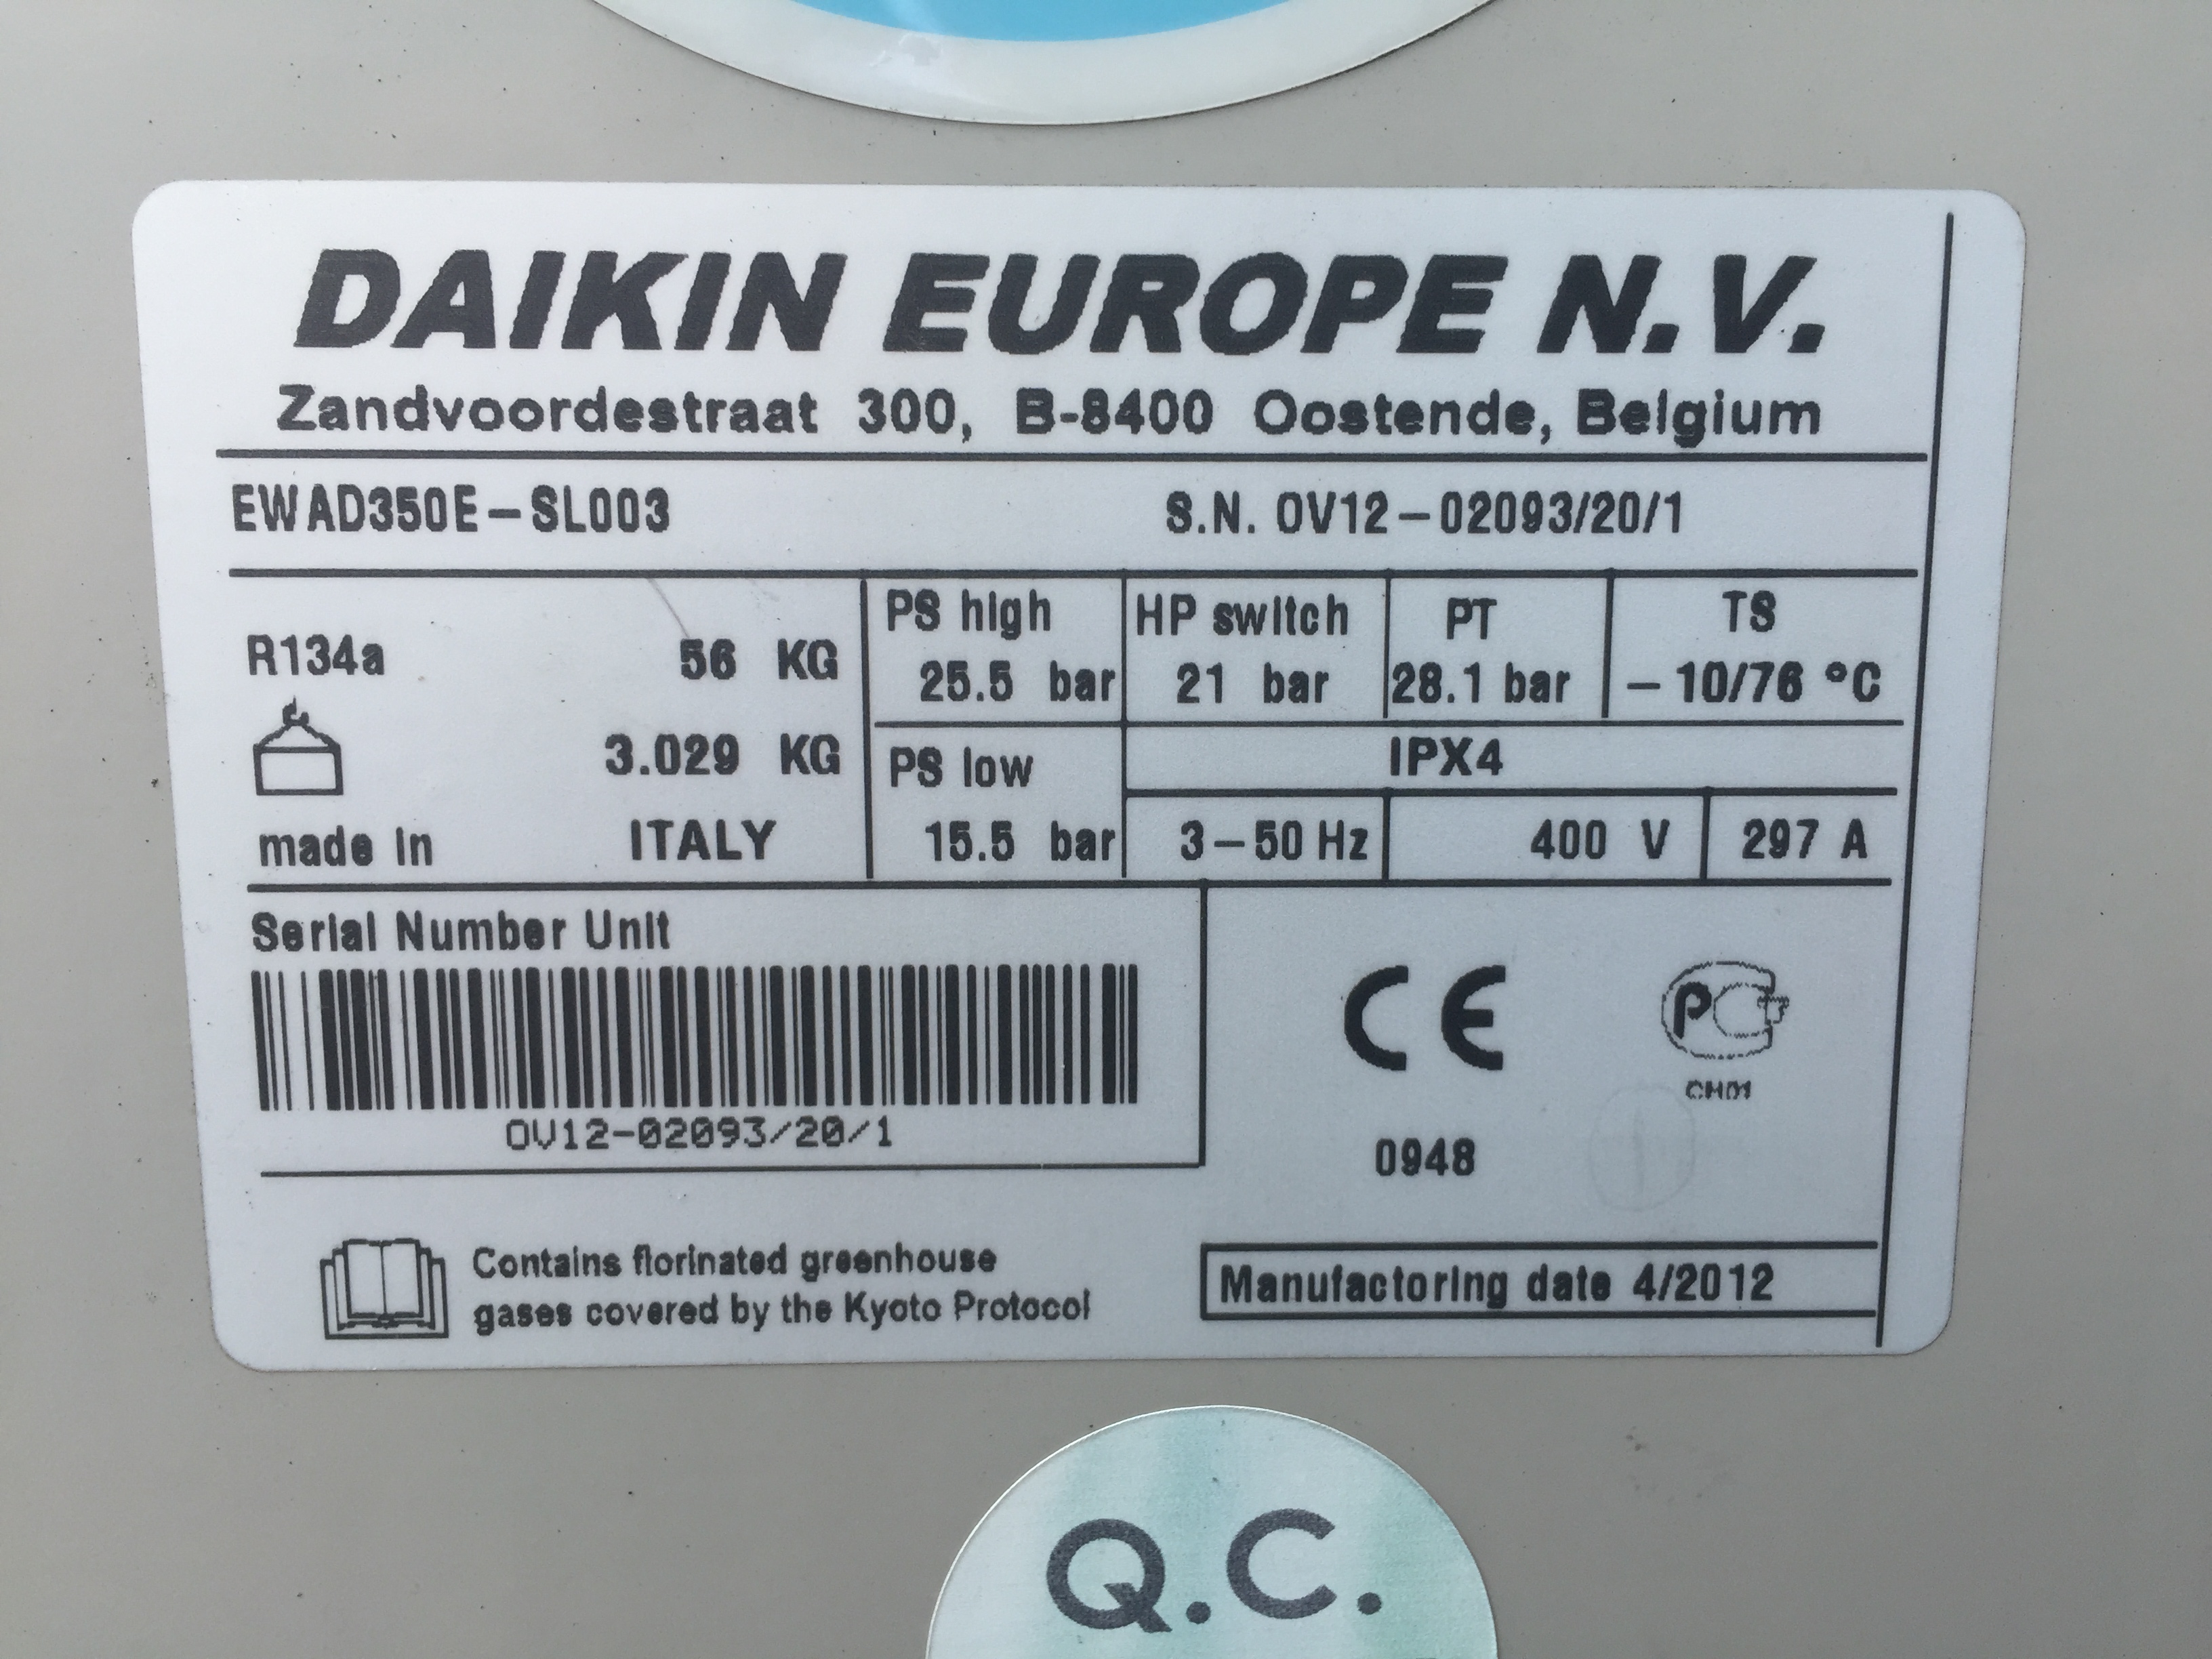 DAIKIN EUROPE N.V.
Zandvoordestraat 300, B-8400 Oostende, Belgium
EWAD350E-SL003 S.N. OV12-02093/20/1
R134a 56 KG
3.029 KG
made in ITALY
PS high
25.5 bar
HP switch
21 bar
PT
28.1 bar
TS
-10/76 °C
PS low
15.5 bar
IPX4
3-50 Hz 400 V 297 A
Serial Number Unit
OV12-02093/20/1
CE
0948
PC
CH01
Contains florinated greenhouse
gases covered by the Kyoto Protocol
Manufactoring date 4/2012
Q.C.